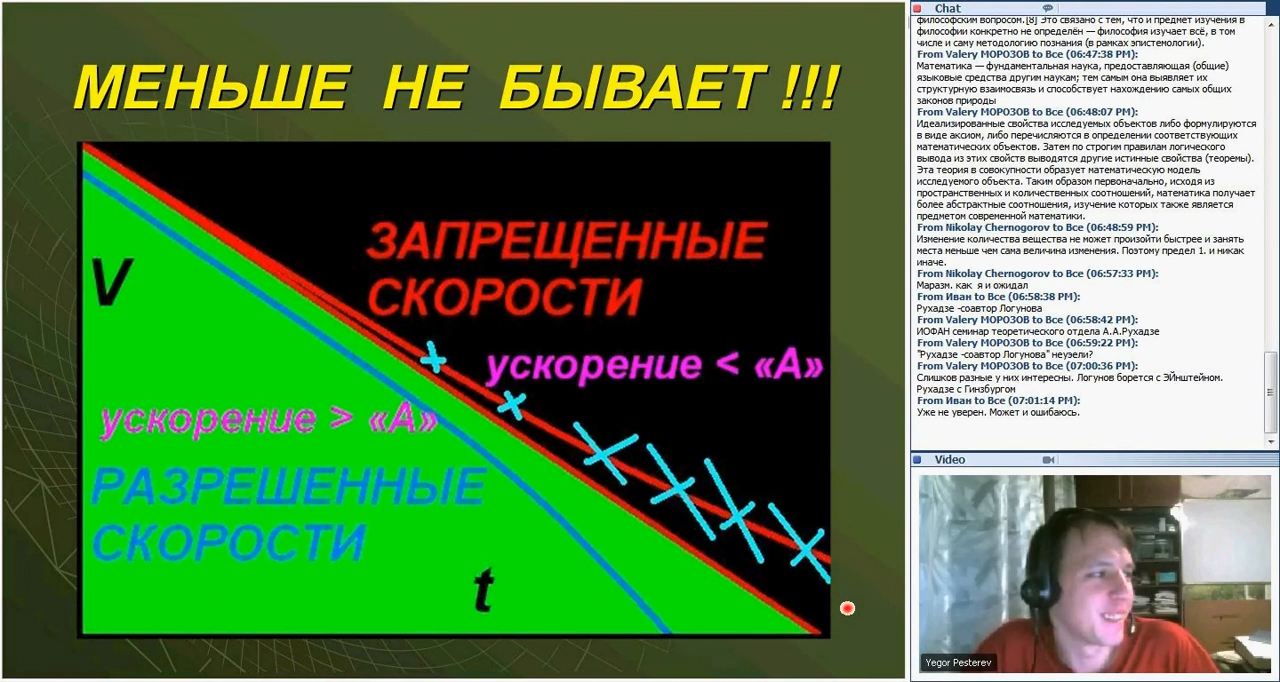 МЕНЬШЕ НЕ БЫВАЕТ !!!
V
ЗАПРЕЩЕННЫЕ
СКОРОСТИ
ускорение < «А»
ускорение > «А»
РАЗРЕШЕННЫЕ
СКОРОСТИ
t
Chat
философским вопросом.[8] Это связано с тем, что и предмет изучения в
философии конкретно не определён — философия изучает всё, в том
числе и саму методологию познания (в рамках эпистемологии).
From Valery МОРОЗОВ to Все (06:47:38 PM):
Математика — фундаментальная наука, предоставляющая (общие)
языковые средства другим наукам; тем самым она выявляет их
структурную взаимосвязь и способствует нахождению самых общих
законов природы
From Valery МОРОЗОВ to Все (06:48:07 PM):
Идеализированные свойства исследуемых объектов либо формулируются
в виде аксиом, либо перечисляются в определении соответствующих
математических объектов. Затем по строгим правилам логического
вывода из этих свойств выводятся другие истинные свойства (теоремы).
Эта теория в совокупности образует математическую модель
исследуемого объекта. Таким образом первоначально, исходя из
пространственных и количественных соотношений, математика получает
более абстрактные соотношения, изучение которых также является
предметом современной математики.
From Nikolay Chernogorov to Все (06:48:59 PM):
Изменение количества вещества не может произойти быстрее и занять
места меньше чем сама величина изменения. Поэтому предел 1. и никак
иначе.
From Nikolay Chernogorov to Все (06:57:33 PM):
Маразм. как я и ожидал
From Иван to Все (06:58:38 PM):
Рухадзе -соавтор Логунова
From Valery МОРОЗОВ to Все (06:58:42 PM):
ИОФАН семинар теоретического отдела А.А.Рухадзе
From Valery МОРОЗОВ to Все (06:59:22 PM):
"Рухадзе -соавтор Логунова" неуэели?
From Valery МОРОЗОВ to Все (07:00:36 PM):
Слишков разные у них интересны. Логунов борется с ЭЙнштейном.
Рухадзе с Гинзбургом
From Иван to Все (07:01:14 PM):
Уже не уверен. Может и ошибаюсь.
Video
Yegor Pesterev